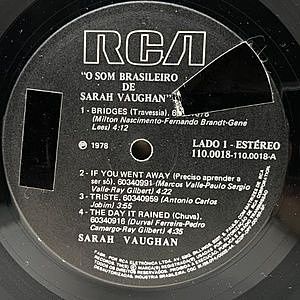 RCA
"O SOM BRASILEIRO
DE
SARAH VAUGHAN"
1 - BRIDGES (Travessia).
(Milton Nascimento-Fernando Brandt-Gene
Lees) 4:12
℗ 1978
LADO 1 - ESTÉREO
110.0018-110.0018-A
2 - IF YOU WENT AWAY (Preciso aprender
a ser só). 60340991 (Marcos Valle-Paulo Sergio
Valle-Ray Gilbert) 4:22
3 - TRISTE. 60340959 (Antonio Carlos
Jobim) 3:55
4 - THE DAY IT RAINED (Chuva).
60340916 (Durval Ferreira-Pedro
Camargo-Ray Gilbert) 4:35
SARAH VAUGHAN